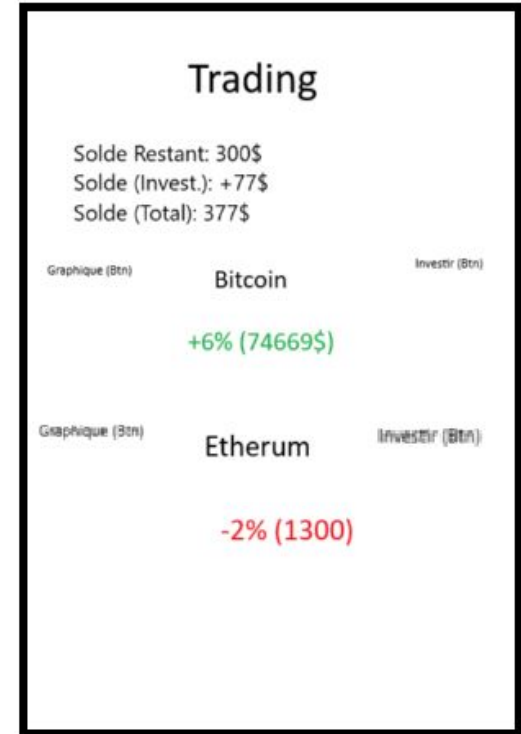 Trading
Solde Restant: 300$
Solde (Invest.): +77$
Solde (Total): 377$
Graphique (Btn)
Bitcoin
Investir (Btn)
+6% (74669$)
Graphique (Btn)
Etherum
Investir (Btn)
-2% (1300)